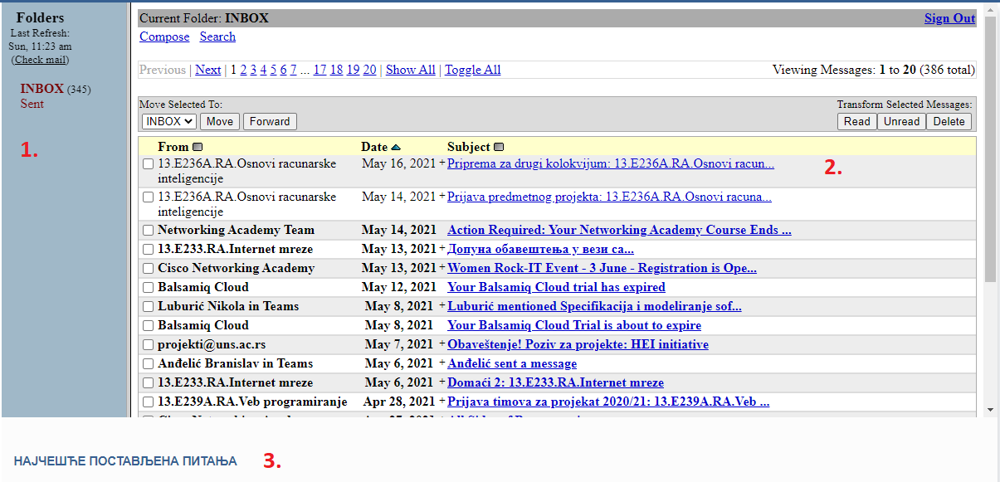 Folders
Last Refresh:
Sun, 11:23 am
(Check mail)
INBOX (345)
Sent
1.
Current Folder: INBOX Sign Out
Compose Search
Previous | Next | 1 2 3 4 5 6 7 ... 17 18 19 20 | Show All | Toggle All Viewing Messages: 1 to 20 (386 total)
Move Selected To: Transform Selected Messages:
INBOX Move Forward Read Unread Delete
From Date Subject
13.E236A.RA.Osnovi racunarske inteligencije May 16, 2021 + Priprema za drugi kolokvijum: 13.E236A.RA.Osnovi racun...
2.
13.E236A.RA.Osnovi racunarske inteligencije May 14, 2021 + Prijava predmetnog projekta: 13.E236A.RA.Osnovi racuna...
Networking Academy Team May 14, 2021 Action Required: Your Networking Academy Course Ends ...
13.E233.RA.Internet mreze May 13, 2021 + Допуна обавештења у вези са...
Cisco Networking Academy May 13, 2021 + Women Rock-IT Event - 3 June - Registration is Ope...
Balsamiq Cloud May 12, 2021 Your Balsamiq Cloud trial has expired
Luburić Nikola in Teams May 8, 2021 + Luburić mentioned Specifikacija i modeliranje sof...
Balsamiq Cloud May 8, 2021 Your Balsamiq Cloud Trial is about to expire
projekti@uns.ac.rs May 7, 2021 + Obaveštenje! Poziv za projekte: HEI initiative
Anđelić Branislav in Teams May 6, 2021 + Anđelić sent a message
13.E233.RA.Internet mreze May 6, 2021 + Domaći 2: 13.E233.RA.Internet mreze
13.E239A.RA.Veb programiranje Apr 28, 2021 + Prijava timova za projekat 2020/21: 13.E239A.RA.Veb ...
НАЈЧЕШЋЕ ПОСТАВЉЕНА ПИТАЊА 3.